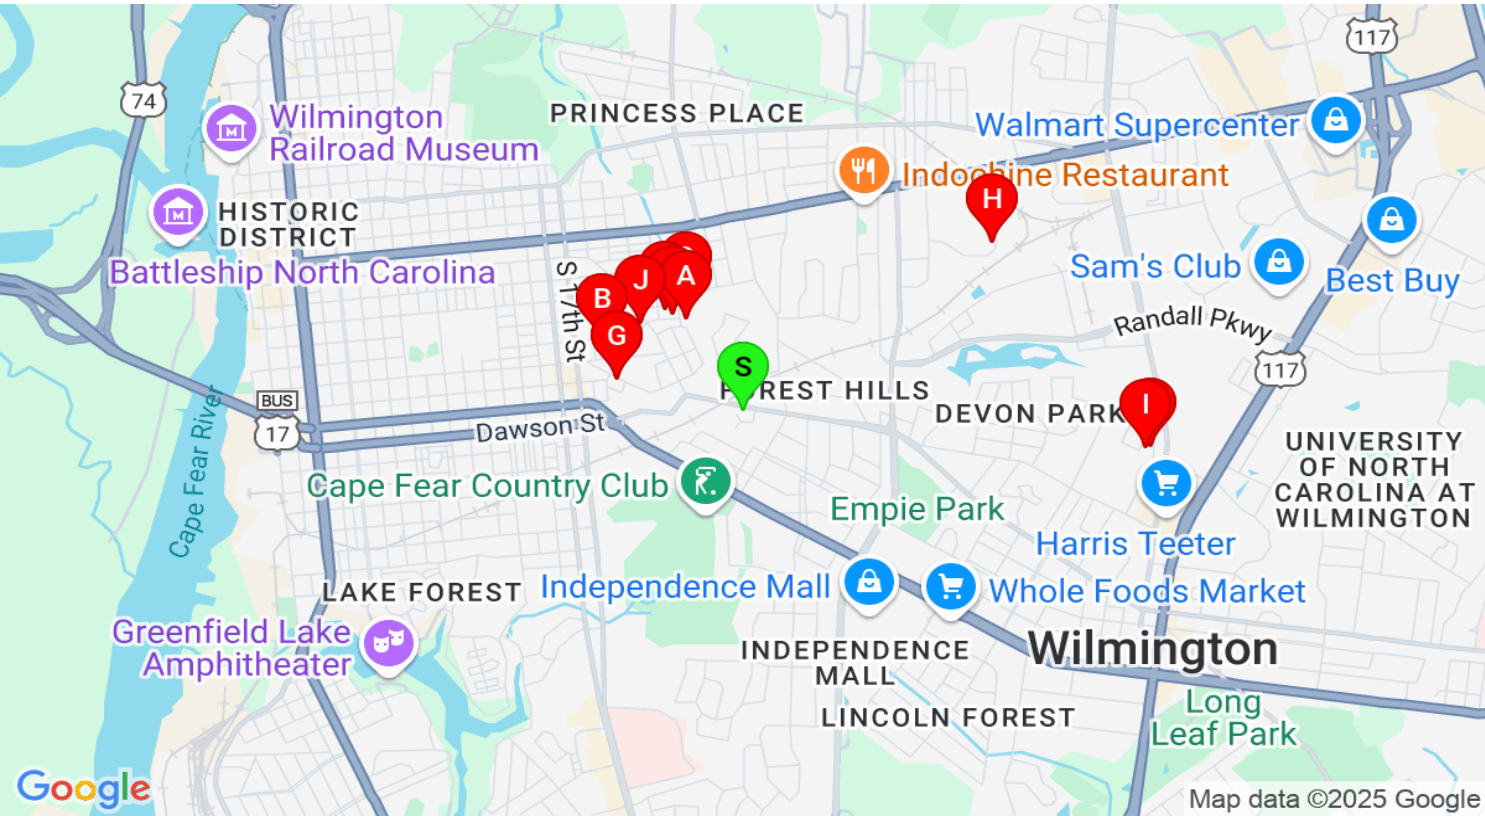 117
74
Wilmington
Railroad Museum
PRINCESS PLACE
Walmart Supercenter
Indochine Restaurant
H
HISTORIC
DISTRICT
Battleship North Carolina
S 17th St
J
A
B
G
Sam's Club
Best Buy
Randall Pkwy
117
S
FOREST HILLS
DEVON PARK
I
BUS
17
Dawson St
Cape Fear River
Cape Fear Country Club
Empie Park
UNIVERSITY
OF NORTH
CAROLINA AT
WILMINGTON
Harris Teeter
LAKE FOREST
Independence Mall
Whole Foods Market
Greenfield Lake
Amphitheater
INDEPENDENCE
MALL
Wilmington
LINCOLN FOREST
Long
Leaf Park
Google
Map data ©2025 Google